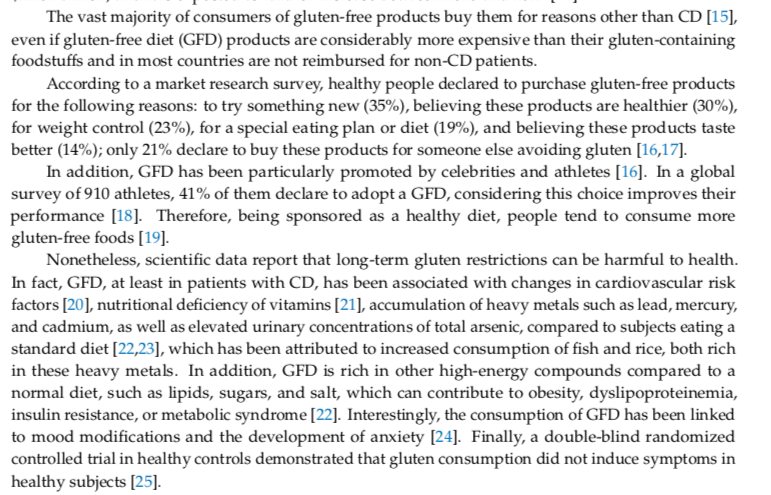 The vast majority of consumers of gluten-free products buy them for reasons other than CD [15],
even if gluten-free diet (GFD) products are considerably more expensive than their gluten-containing
foodstuffs and in most countries are not reimbursed for non-CD patients.
According to a market research survey, healthy people declared to purchase gluten-free products
for the following reasons: to try something new (35%), believing these products are healthier (30%),
for weight control (23%), for a special eating plan or diet (19%), and believing these products taste
better (14%); only 21% declare to buy these products for someone else avoiding gluten [16,17].
In addition, GFD has been particularly promoted by celebrities and athletes [16]. In a global
survey of 910 athletes, 41% of them declare to adopt a GFD, considering this choice improves their
performance [18]. Therefore, being sponsored as a healthy diet, people tend to consume more
gluten-free foods [19].
Nonetheless, scientific data report that long-term gluten restrictions can be harmful to health.
In fact, GFD, at least in patients with CD, has been associated with changes in cardiovascular risk
factors [20], nutritional deficiency of vitamins [21], accumulation of heavy metals such as lead, mercury,
and cadmium, as well as elevated urinary concentrations of total arsenic, compared to subjects eating a
standard diet [22,23], which has been attributed to increased consumption of fish and rice, both rich
in these heavy metals. In addition, GFD is rich in other high-energy compounds compared to a
normal diet, such as lipids, sugars, and salt, which can contribute to obesity, dyslipoproteinemia,
insulin resistance, or metabolic syndrome [22]. Interestingly, the consumption of GFD has been linked
to mood modifications and the development of anxiety [24]. Finally, a double-blind randomized
controlled trial in healthy controls demonstrated that gluten consumption did not induce symptoms in
healthy subjects [25].